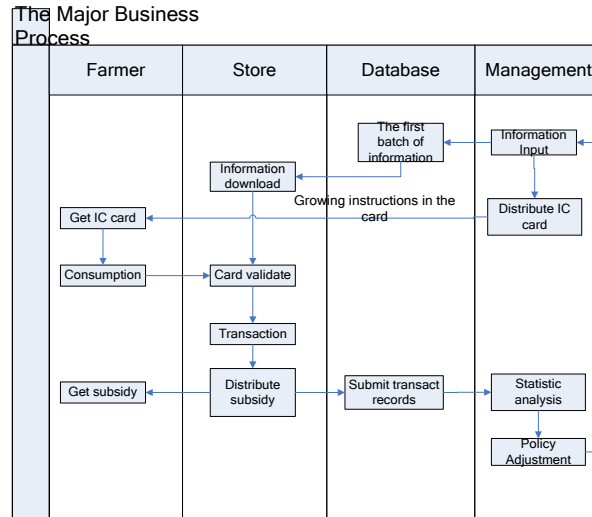 The Major Business
Process
Farmer
Store
Database
Management
The first
batch of
information
Information
Input
Information
download
Growing instructions in the
card
Get IC card
Distribute IC
card
Consumption
Card validate
Transaction
Get subsidy
Distribute
subsidy
Submit transact
records
Statistic
analysis
Policy
Adjustment